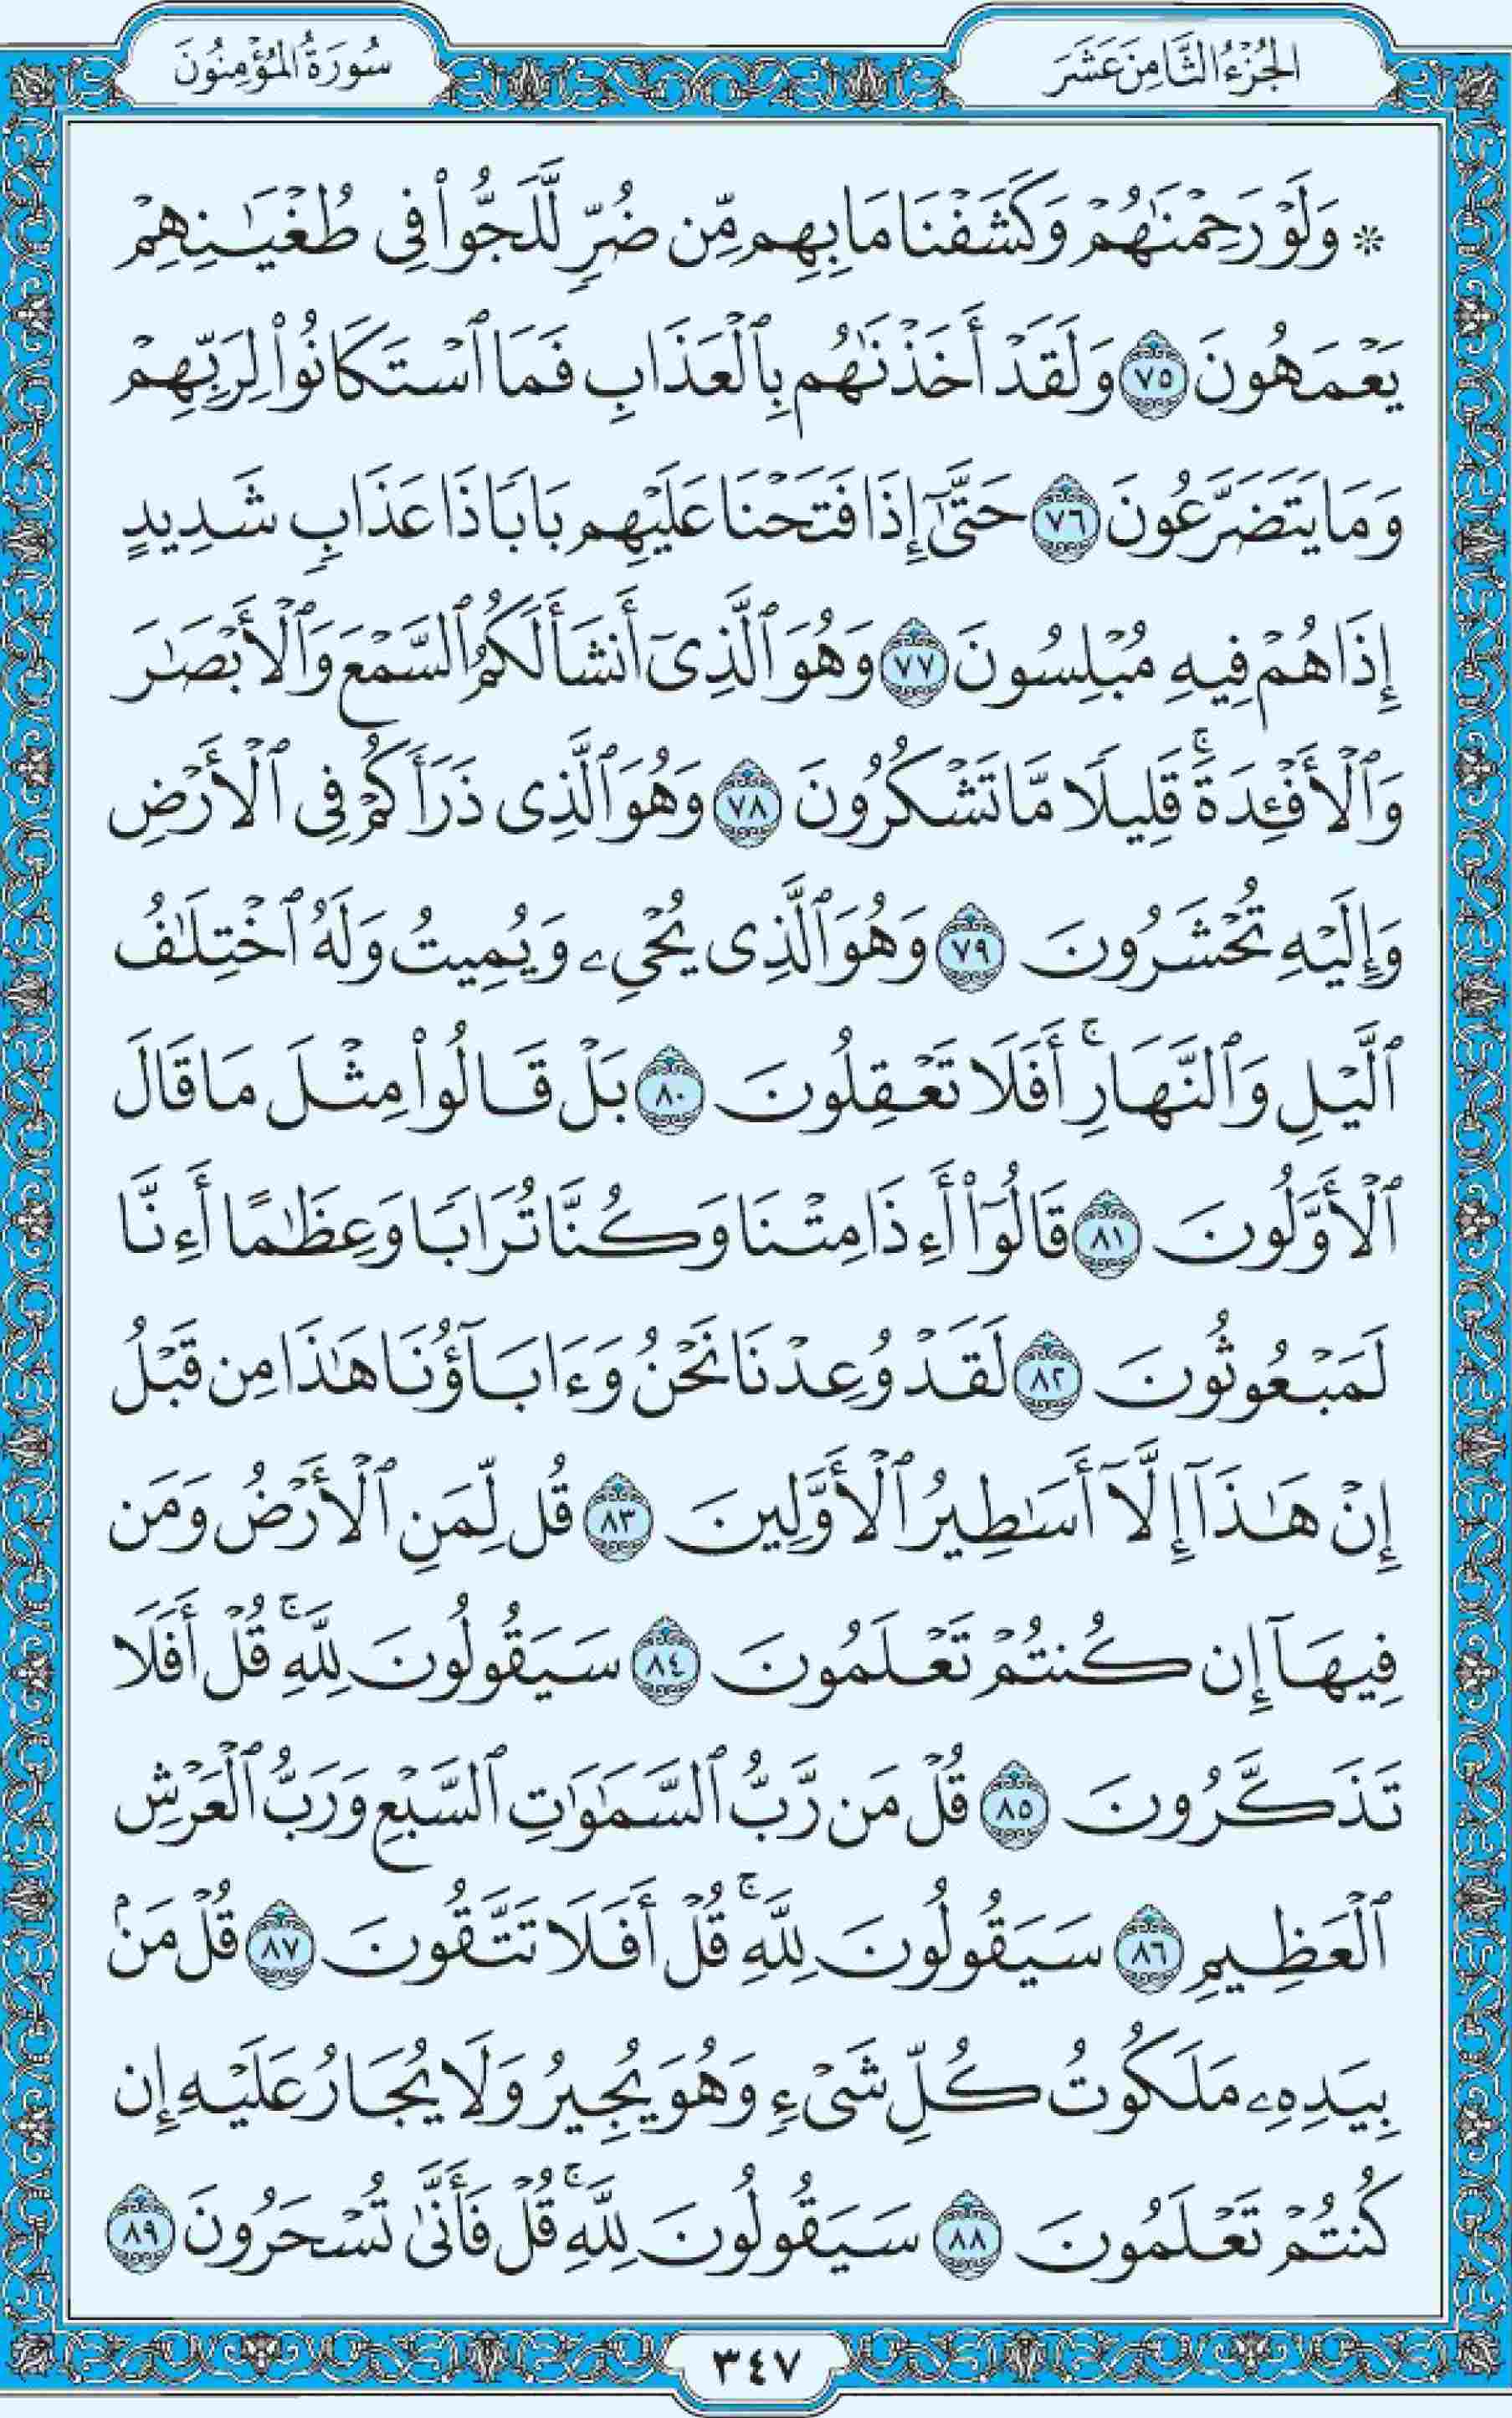 الجُزْءُ الثَّامِنَ عَشَرَ
سُورَةُ المُؤْمِنُونَ
۞ وَلَوْ رَحِمْنَٰهُمْ وَكَشَفْنَا مَا بِهِم مِّن ضُرٍّ لَّلَجُّوا۟ فِى طُغْيَٰنِهِمْ
يَعْمَهُونَ ٧٥ وَلَقَدْ أَخَذْنَٰهُم بِٱلْعَذَابِ فَمَا ٱسْتَكَانُوا۟ لِرَبِّهِمْ
وَمَا يَتَضَرَّعُونَ ٧٦ حَتَّىٰٓ إِذَا فَتَحْنَا عَلَيْهِم بَابًا ذَا عَذَابٍ شَدِيدٍ
إِذَا هُمْ فِيهِ مُبْلِسُونَ ٧٧ وَهُوَ ٱلَّذِىٓ أَنشَأَ لَكُمُ ٱلسَّمْعَ وَٱلْأَبْصَٰرَ
وَٱلْأَفْـِٔدَةَ ۚ قَلِيلًا مَّا تَشْكُرُونَ ٧٨ وَهُوَ ٱلَّذِى ذَرَأَكُمْ فِى ٱلْأَرْضِ
وَإِلَيْهِ تُحْشَرُونَ ٧٩ وَهُوَ ٱلَّذِى يُحْىِۦ وَيُمِيتُ وَلَهُ ٱخْتِلَٰفُ
ٱلَّيْلِ وَٱلنَّهَارِ ۚ أَفَلَا تَعْقِلُونَ ٨٠ بَلْ قَالُوا۟ مِثْلَ مَا قَالَ
ٱلْأَوَّلُونَ ٨١ قَالُوٓا۟ أَءِذَا مِتْنَا وَكُنَّا تُرَابًا وَعِظَٰمًا أَءِنَّا
لَمَبْعُوثُونَ ٨٢ لَقَدْ وُعِدْنَا نَحْنُ وَءَابَآؤُنَا هَٰذَا مِن قَبْلُ
إِنْ هَٰذَآ إِلَّآ أَسَٰطِيرُ ٱلْأَوَّلِينَ ٨٣ قُل لِّمَنِ ٱلْأَرْضُ وَمَن
فِيهَآ إِن كُنتُمْ تَعْلَمُونَ ٨٤ سَيَقُولُونَ لِلَّهِ ۚ قُلْ أَفَلَا
تَذَكَّرُونَ ٨٥ قُلْ مَن رَّبُّ ٱلسَّمَٰوَٰتِ ٱلسَّبْعِ وَرَبُّ ٱلْعَرْشِ
ٱلْعَظِيمِ ٨٦ سَيَقُولُونَ لِلَّهِ ۚ قُلْ أَفَلَا تَتَّقُونَ ٨٧ قُلْ مَنۢ
بِيَدِهِۦ مَلَكُوتُ كُلِّ شَىْءٍ وَهُوَ يُجِيرُ وَلَا يُجَارُ عَلَيْهِ إِن
كُنتُمْ تَعْلَمُونَ ٨٨ سَيَقُولُونَ لِلَّهِ ۚ قُلْ فَأَنَّىٰ تُسْحَرُونَ ٨٩
٣٤٧